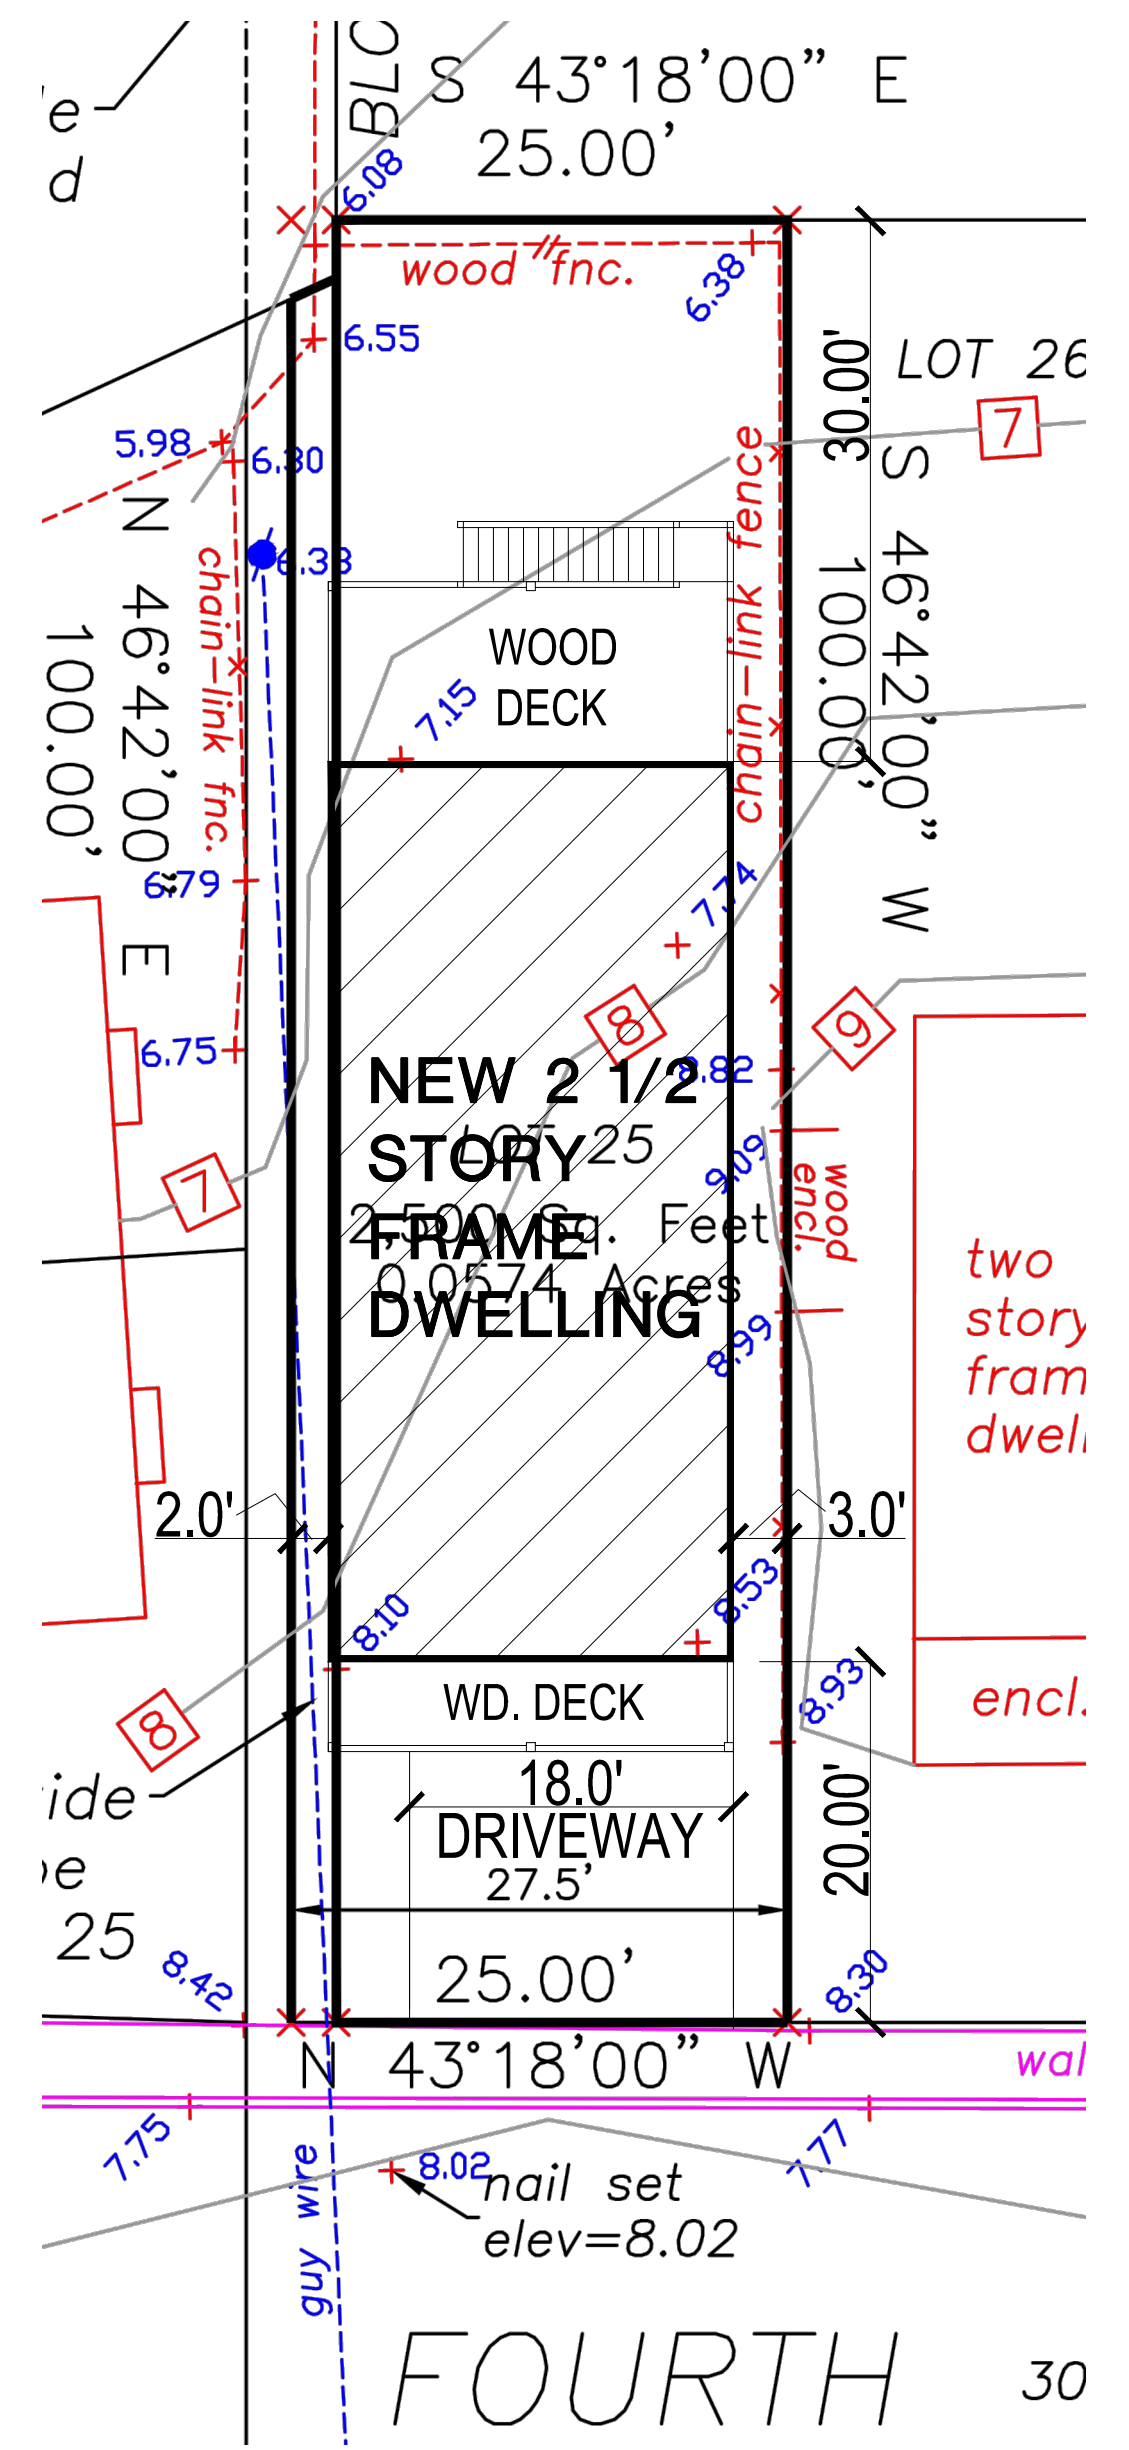 BLO
S 43°18'00" E
25.00'
e
d
6.08
wood fnc.
6.38
6.55
30.00'
LOT 26
7
5.98
6.30
6.33
S 46°42'00" W
100.00'
N 46°42'00" E
100.00'
chain-link fnc.
chain-link fence
WOOD
DECK
7.15
6.79
7.74
8
9
6.75
8.82
NEW 2 1/2
STORY
FRAME
DWELLING
LOT 25
2,500 Sq. Feet
0.0574 Acres
9.09
wood
encl.
7
two
story
fram
dwell
8.99
2.0'
3.0'
8.53
8.10
8.93
WD. DECK
encl.
8
18.0'
DRIVEWAY
27.5'
20.00'
ide
e
25
25.00'
8.42
8.30
N 43°18'00" W
wal
7.75
7.77
8.02
nail set
elev=8.02
guy wire
FOURTH
30